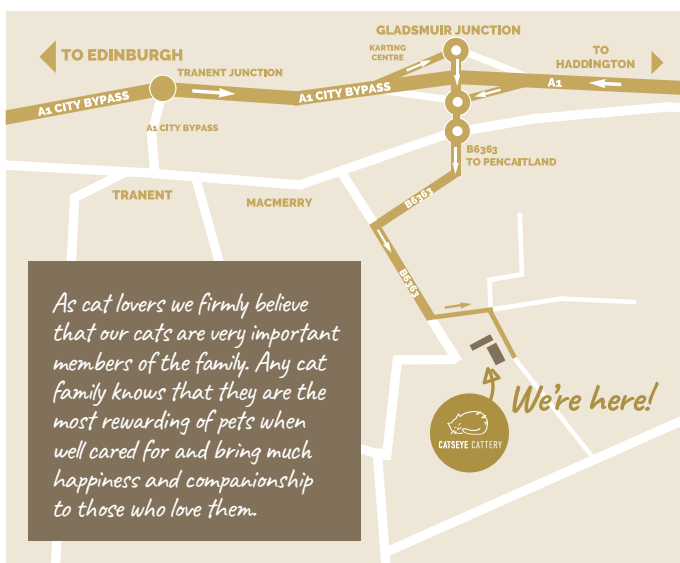 GLADSMUIR JUNCTION
TO EDINBURGH
KARTING
CENTRE
TO
HADDINGTON
TRANENT JUNCTION
A1 CITY BYPASS
A1 CITY BYPASS
A1
A1 CITY BYPASS
B6363
TO PENCAITLAND
TRANENT
MACMERRY
B6363
B6363
As cat lovers we firmly believe
that our cats are very important
members of the family. Any cat
family knows that they are the
most rewarding of pets when
well cared for and bring much
happiness and companionship
to those who love them.
We're here!
CATSEYE CATTERY